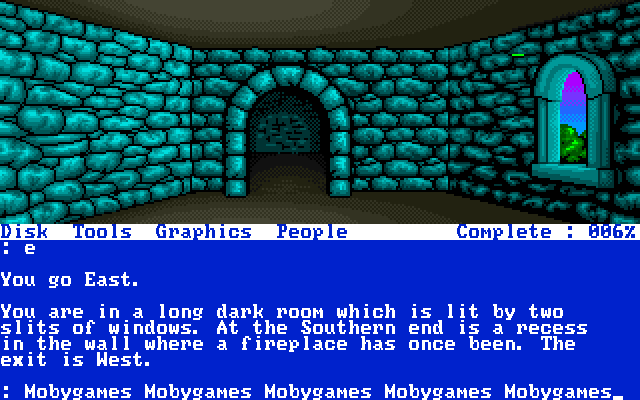 Disk Tools Graphics People Complete : 006%
: e
You go East.
You are in a long dark room which is lit by two
slits of windows. At the Southern end is a recess
in the wall where a fireplace has once been. The
exit is West.
: Mobygames Mobygames Mobygames Mobygames Mobygames_